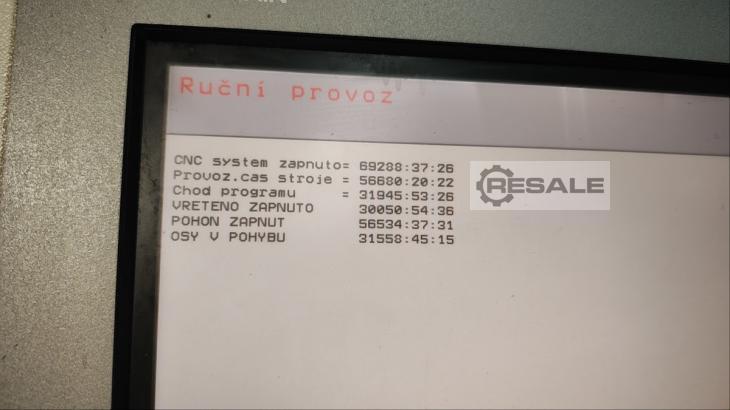 Ruční provoz
CNC system zapnuto= 69288:37:26
Provoz.cas stroje = 56680:20:22
Chod programu = 31945:53:26
VRETENO ZAPNUTO 30050:54:36
POHON ZAPNUT 56534:37:31
OSY V POHYBU 31558:45:15
RESALE